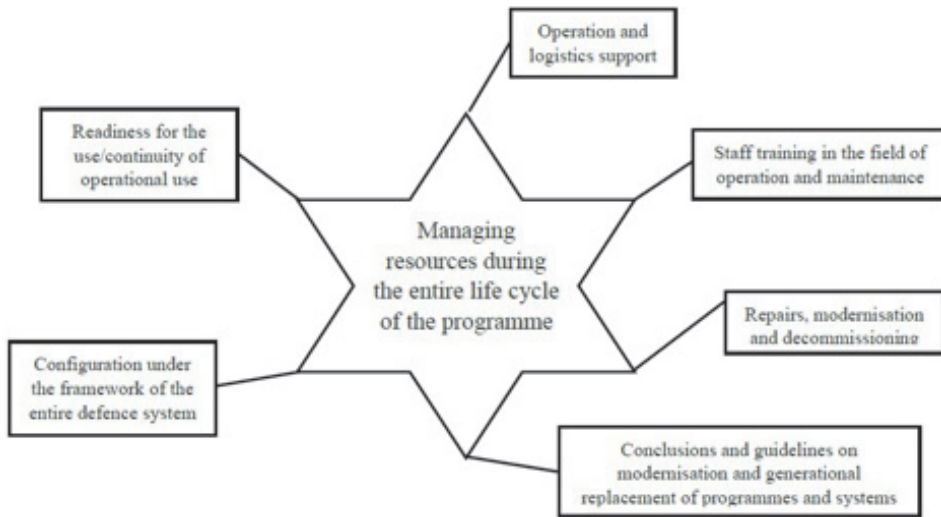 Operation and
logistics support
Readiness for the
use/continuity of
operational use
Staff training in the field of
operation and maintenance
Managing
resources during
the entire life cycle
of the programme
Repairs, modernisation
and decommissioning
Configuration under
the framework of the
entire defence system
Conclusions and guidelines on
modernisation and generational
replacement of programmes and systems